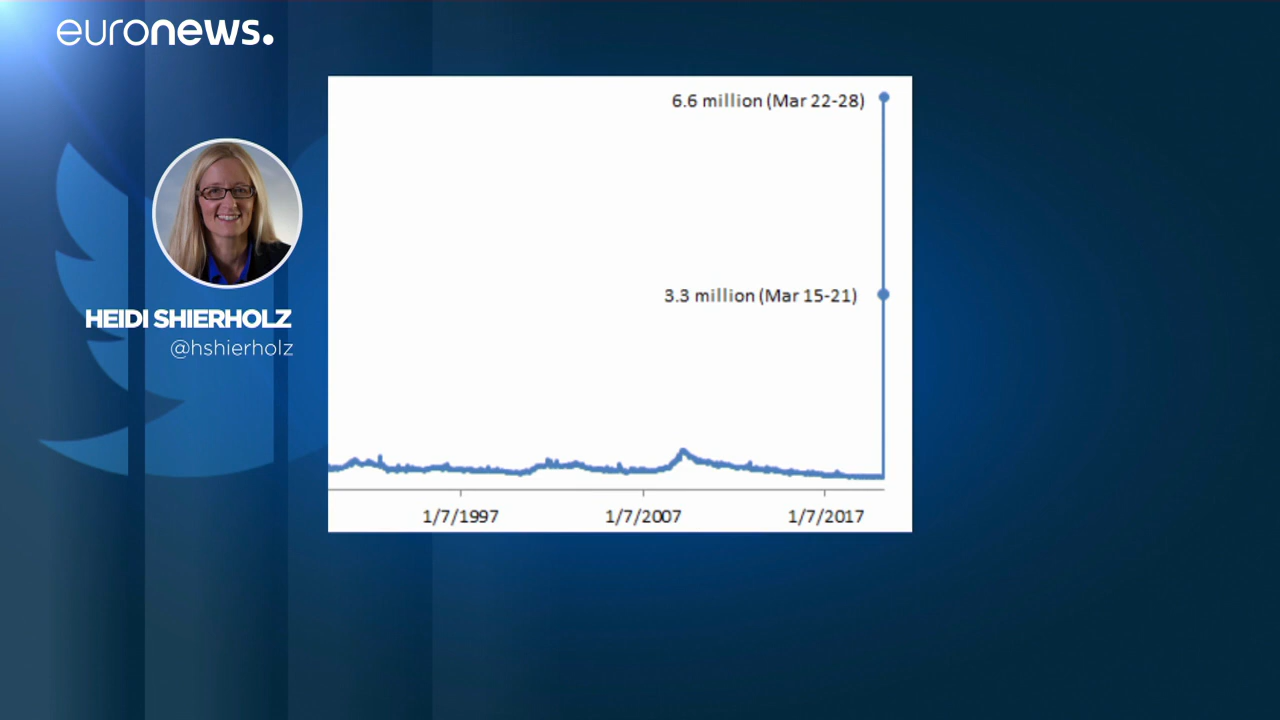 euronews.
6.6 million (Mar 22-28)
HEIDI SHIERHOLZ
@hshierholz
3.3 million (Mar 15-21)
1/7/1997
1/7/2007
1/7/2017